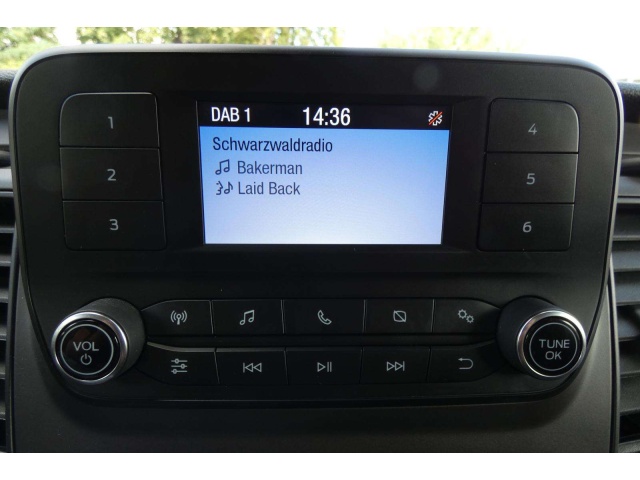 DAB 1 14:36
Schwarzwaldradio
Bakerman
Laid Back
1
2
3
4
5
6
VOL
TUNE
OK